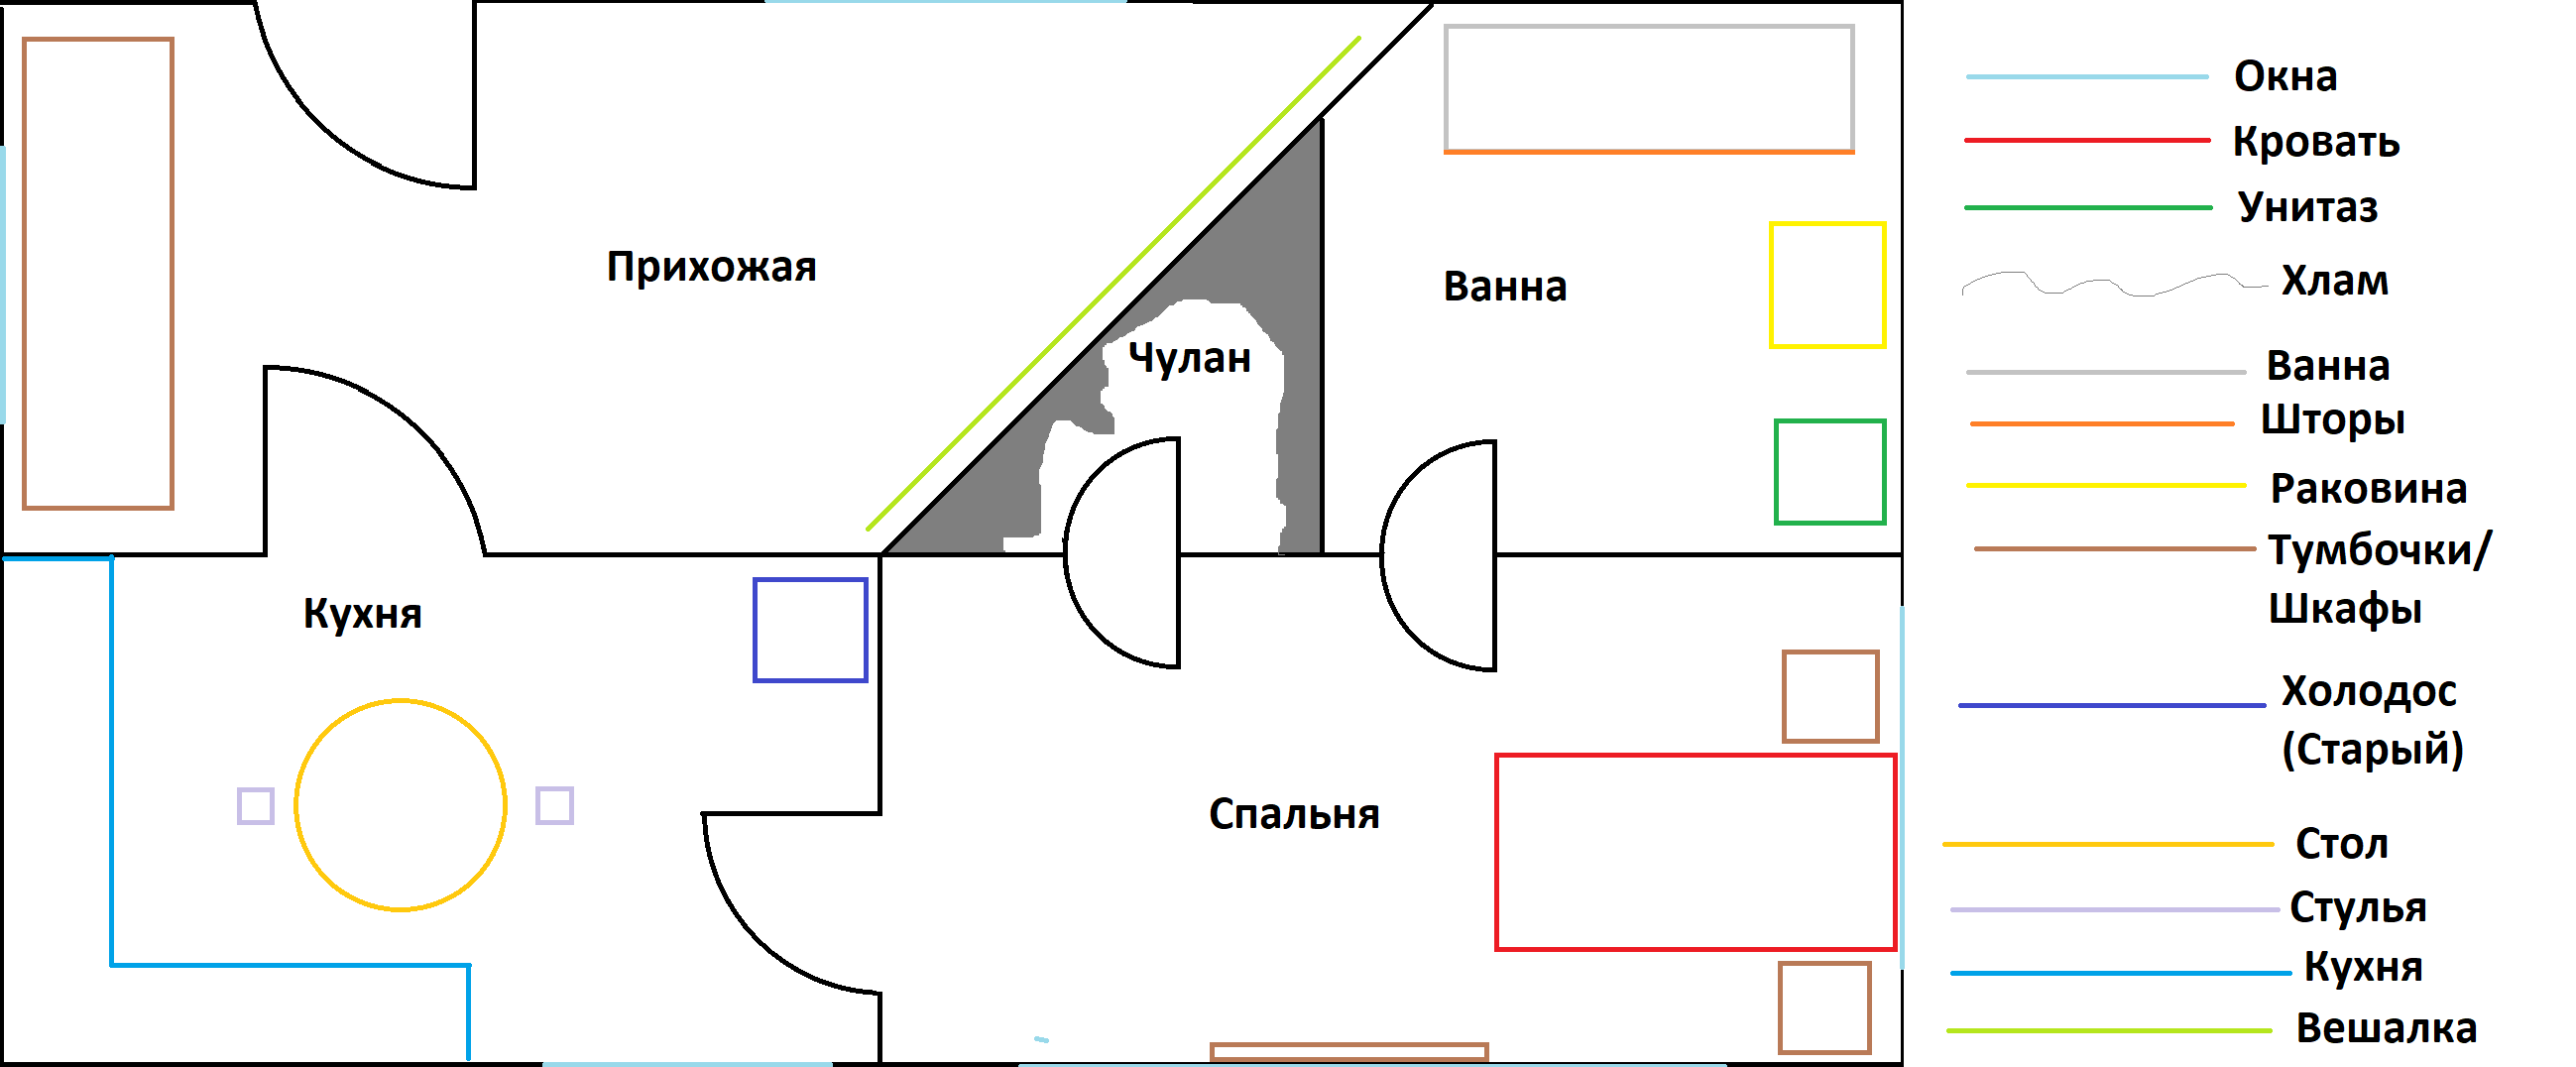 Прихожая
Ванна
Чулан
Кухня
Спальня
Окна
Кровать
Унитаз
Хлам
Ванна
Шторы
Раковина
Тумбочки/
Шкафы
Холодос
(Старый)
Стол
Стулья
Кухня
Вешалка